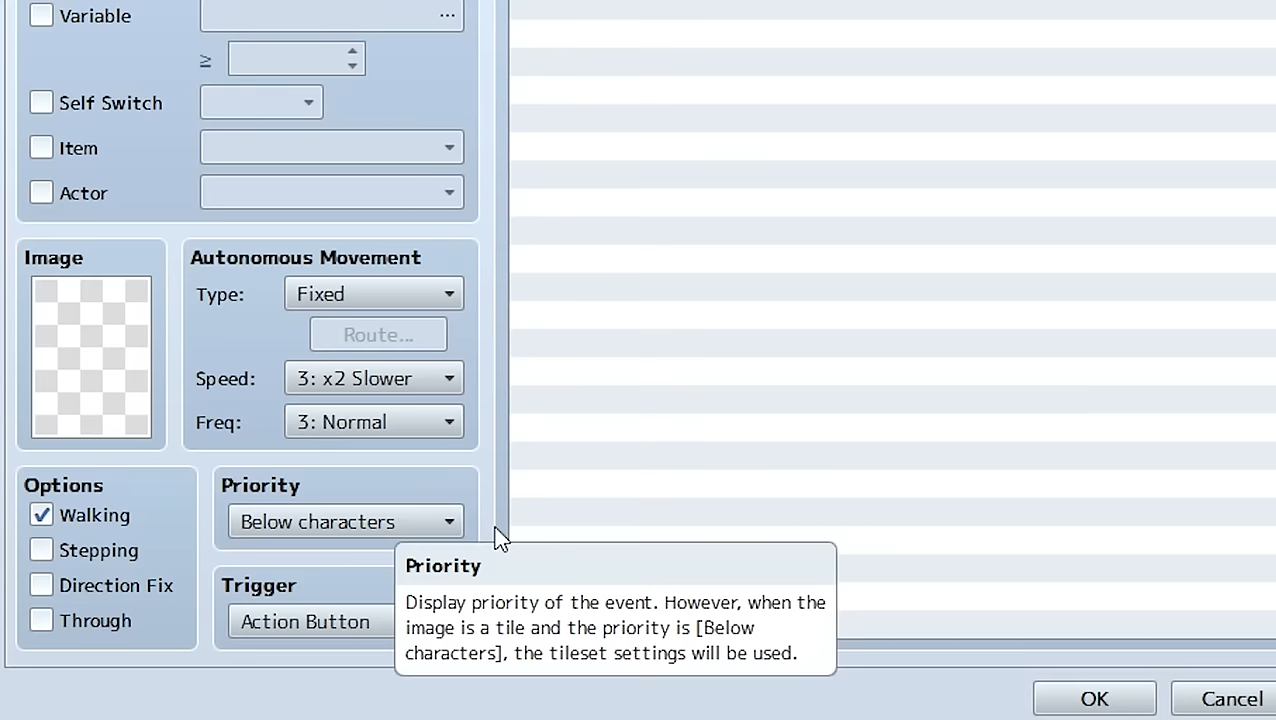 Variable
...
≥
Self Switch
Item
Actor
Image
Autonomous Movement
Type: Fixed
Route...
Speed: 3: x2 Slower
Freq: 3: Normal
Options
Walking
Stepping
Direction Fix
Through
Priority
Below characters
Trigger
Action Button
Priority
Display priority of the event. However, when the
image is a tile and the priority is [Below
characters], the tileset settings will be used.
OK Cancel